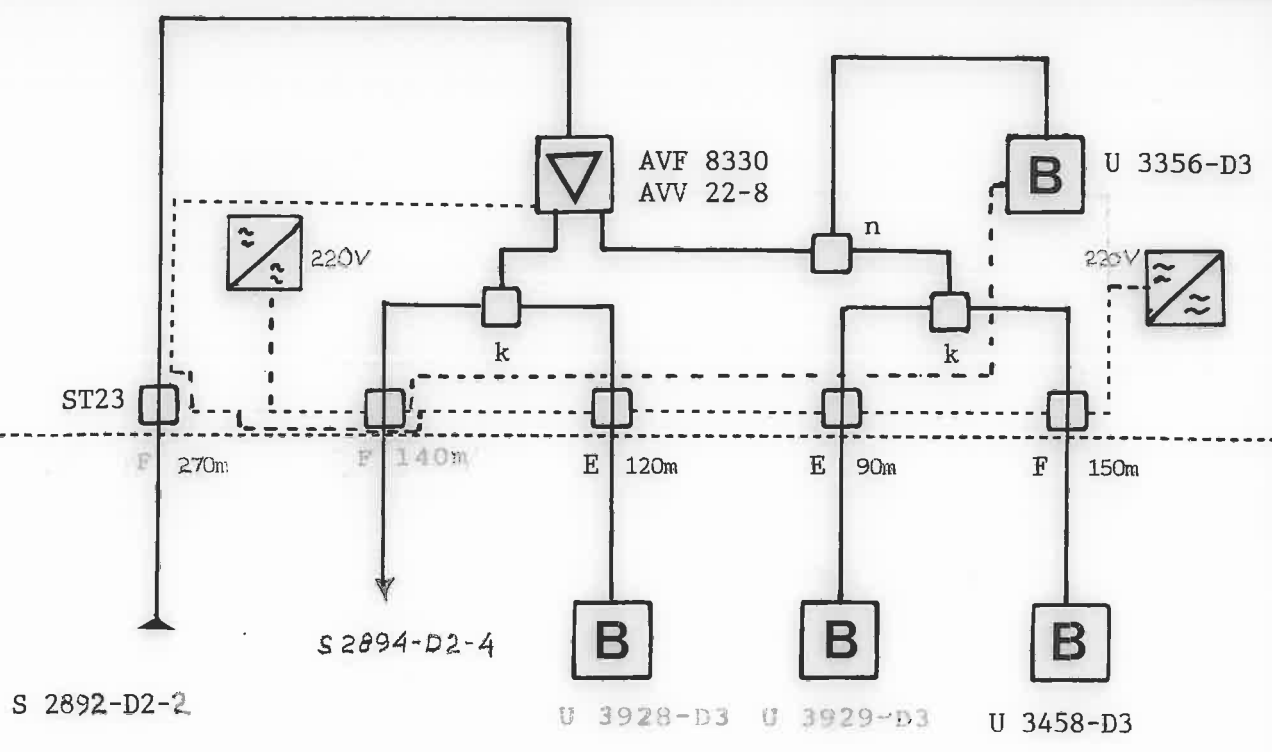 AVF 8330
AVV 22-8
B
U 3356-D3
n
220V
220V
k
k
ST23
F 270m
F 140m
E 120m
E 90m
F 150m
S 2894-D2-4
B
B
B
S 2892-D2-2
U 3928-D3
U 3929-D3
U 3458-D3